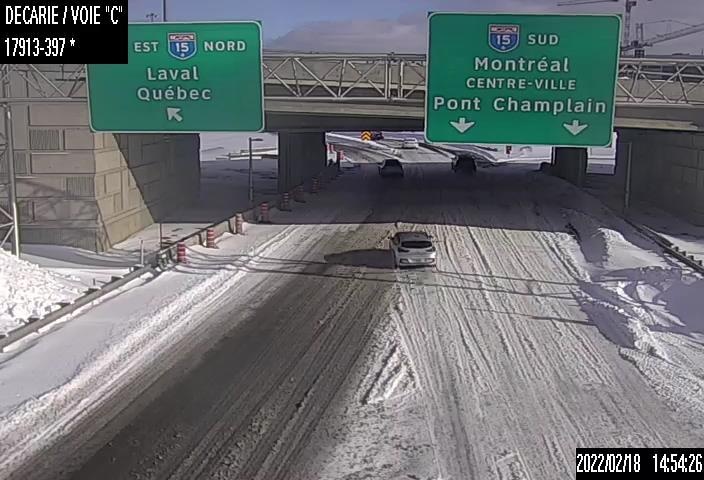 DECARIE / VOIE "C"
17913-397 *
EST 15 NORD
Laval
Québec
15 SUD
Montréal
CENTRE-VILLE
Pont Champlain
2022/02/18 14:54:26